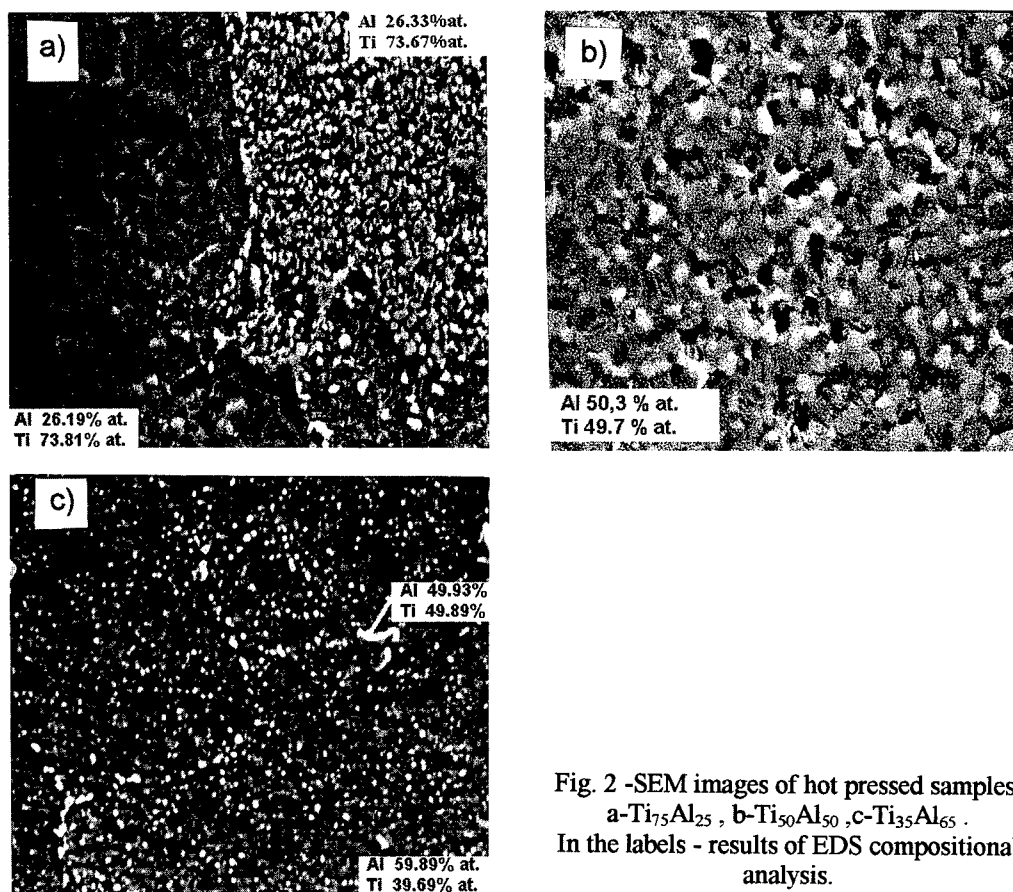 a)
Al 26.33%at.
Ti 73.67%at.
Al 26.19% at.
Ti 73.81% at.
b)
Al 50,3 % at.
Ti 49.7 % at.
c)
Al 49.93%
Ti 49.89%
Al 59.89% at.
Ti 39.69% at.
Fig. 2 -SEM images of hot pressed samples
a-Ti₇₅Al₂₅ , b-Ti₅₀Al₅₀ ,c-Ti₃₅Al₆₅ .
In the labels - results of EDS compositional
analysis.